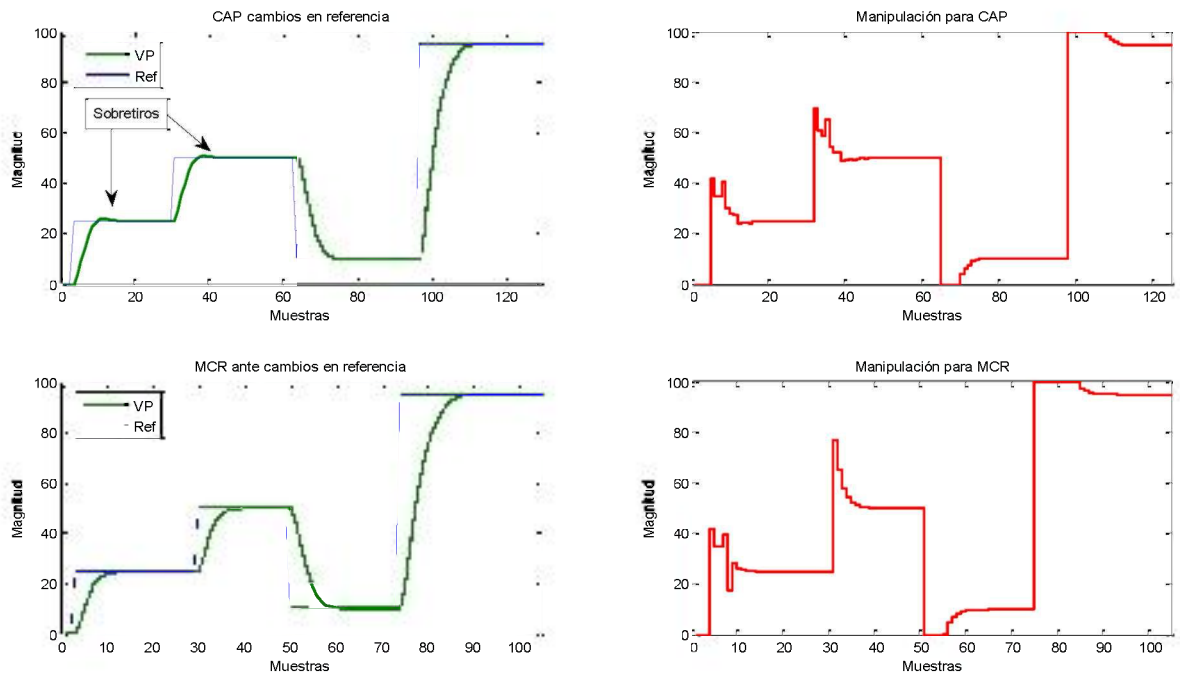 CAP cambios en referencia
100
80
60
40
20
0
Magnitud
VP
Ref
Sobretiros
0 20 40 60 80 100 120
Muestras
Manipulación para CAP
100
80
60
40
20
0
Magnitud
20 40 60 80 100 120
Muestras
MCR ante cambios en referencia
100
80
60
40
20
0
Magnitud
VP
Ref
0 10 20 30 40 50 60 70 80 90 100
Muestras
Manipulación para MCR
100
80
60
40
20
0
Magnitud
0 10 20 30 40 50 60 70 80 90 100
Muestras